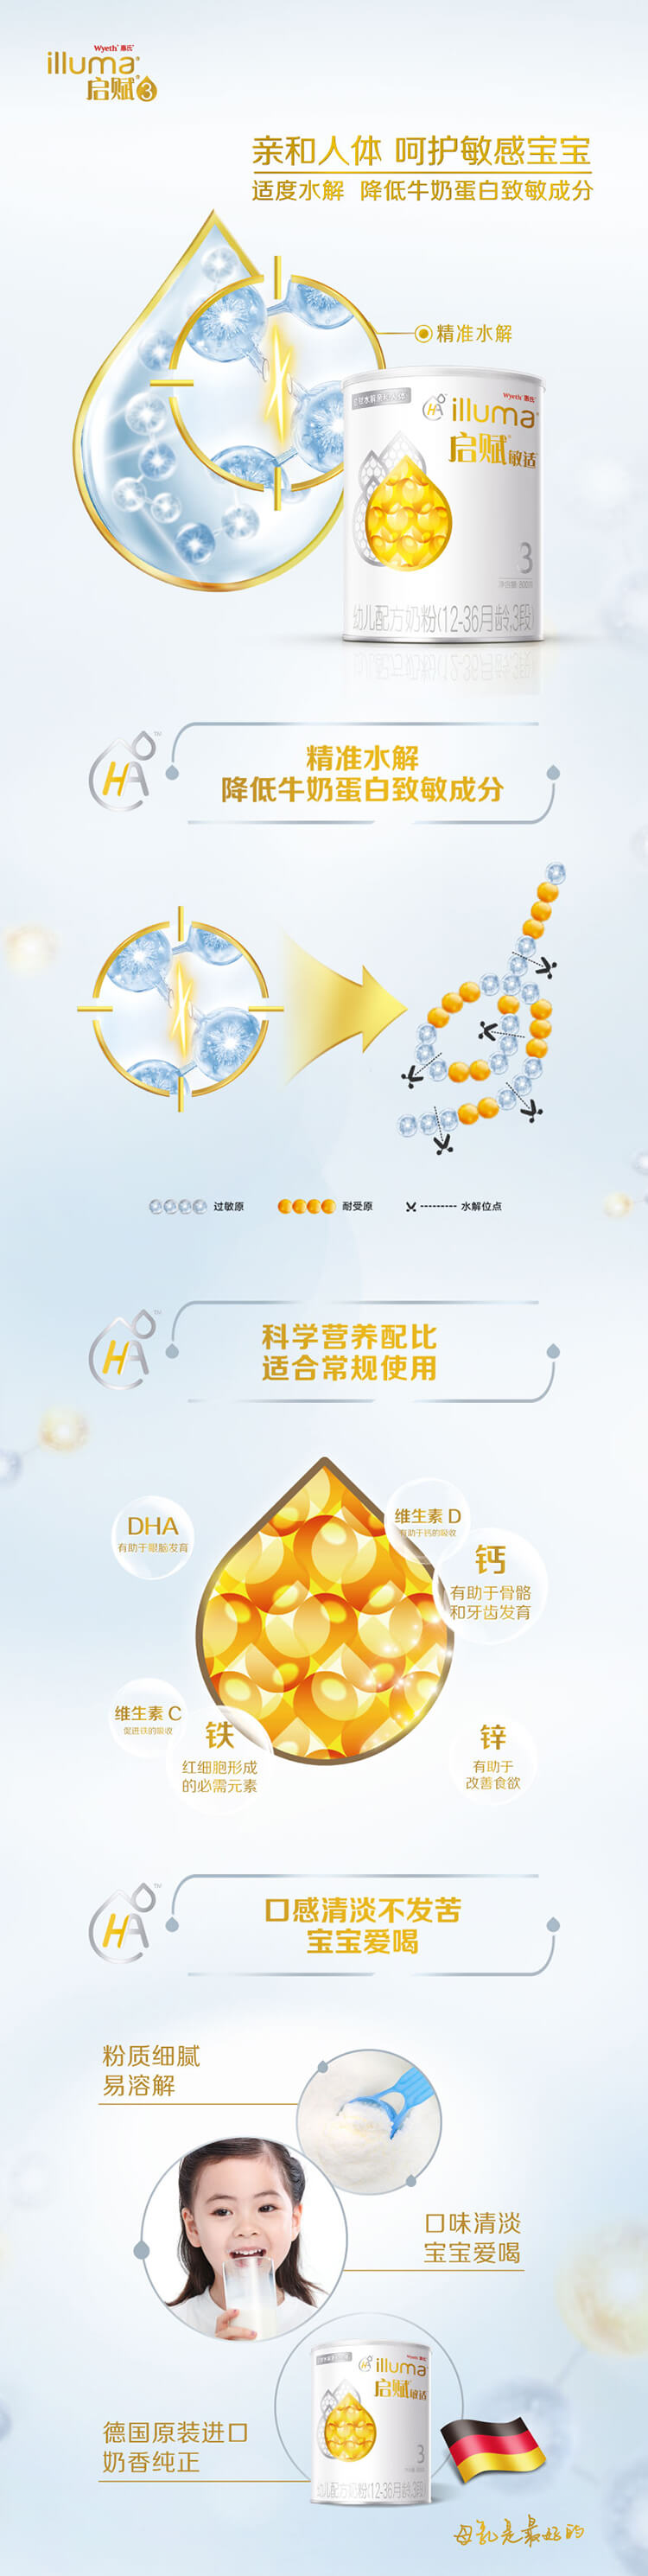 Wyeth 惠氏
illuma
启赋3
亲和人体 呵护敏感宝宝
适度水解 降低牛奶蛋白致敏成分
精准水解
Wyeth 惠氏
HA illuma
启赋 敏适
3
幼儿配方奶粉(12-36月龄,3段)
HA TM
精准水解
降低牛奶蛋白致敏成分
过敏原
耐受原
水解位点
HA TM
科学营养配比
适合常规使用
DHA
有助于眼脑发育
维生素 D
有助于钙的吸收
钙
有助于骨骼
和牙齿发育
维生素 C
促进铁的吸收
铁
红细胞形成
的必需元素
锌
有助于
改善食欲
HA TM
口感清淡不发苦
宝宝爱喝
粉质细腻
易溶解
口味清淡
宝宝爱喝
HA illuma
启赋 敏适
3
幼儿配方奶粉(12-36月龄,3段)
德国原装进口
奶香纯正
母乳是最好的